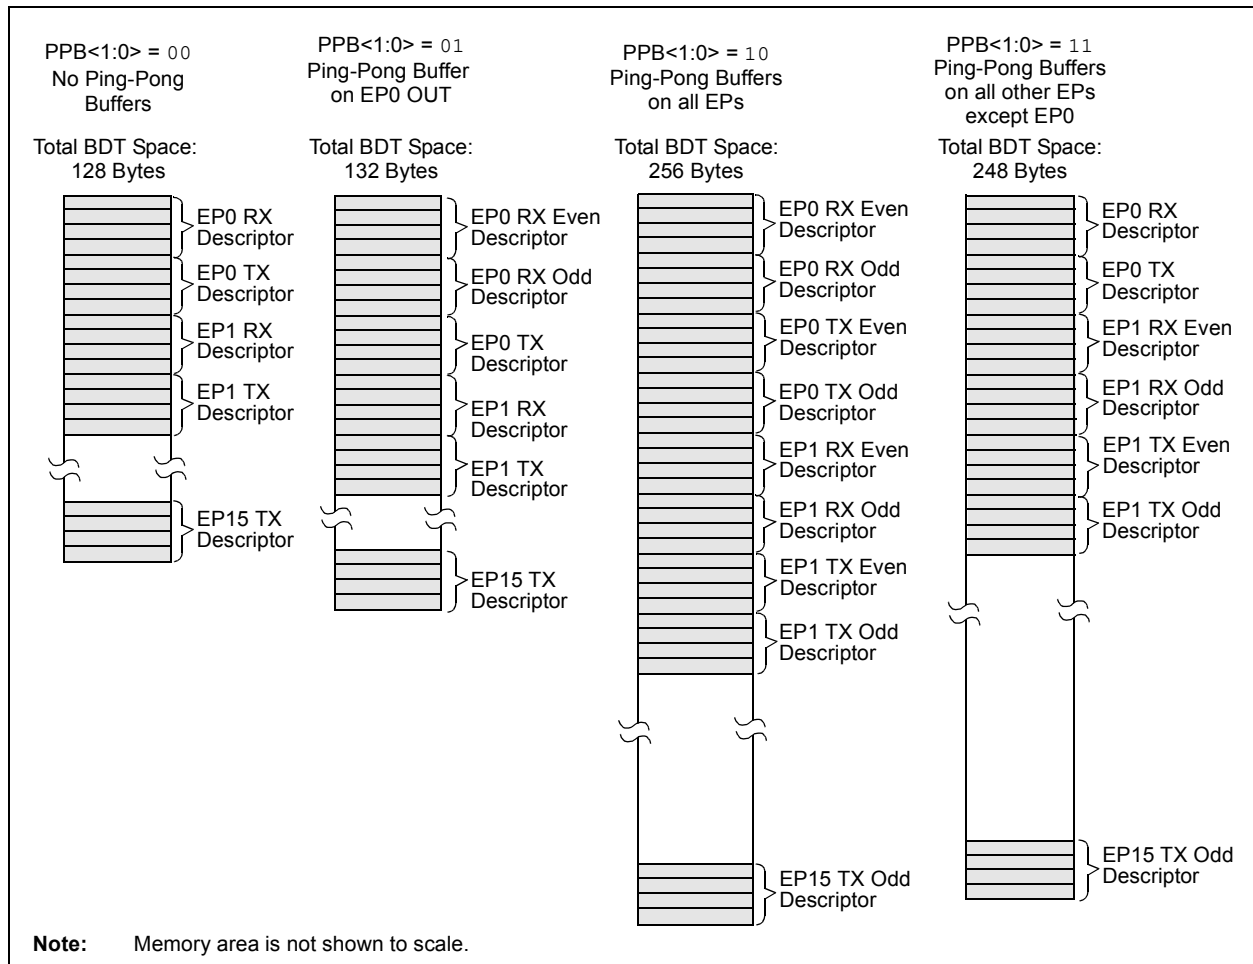 PPB<1:0> = 00
No Ping-Pong
Buffers
Total BDT Space:
128 Bytes
EP0 RX
Descriptor
EP0 TX
Descriptor
EP1 RX
Descriptor
EP1 TX
Descriptor
EP15 TX
Descriptor
PPB<1:0> = 01
Ping-Pong Buffer
on EP0 OUT
Total BDT Space:
132 Bytes
EP0 RX Even
Descriptor
EP0 RX Odd
Descriptor
EP0 TX
Descriptor
EP1 RX
Descriptor
EP1 TX
Descriptor
EP15 TX
Descriptor
PPB<1:0> = 10
Ping-Pong Buffers
on all EPs
Total BDT Space:
256 Bytes
EP0 RX Even
Descriptor
EP0 RX Odd
Descriptor
EP0 TX Even
Descriptor
EP0 TX Odd
Descriptor
EP1 RX Even
Descriptor
EP1 RX Odd
Descriptor
EP1 TX Even
Descriptor
EP1 TX Odd
Descriptor
EP15 TX Odd
Descriptor
PPB<1:0> = 11
Ping-Pong Buffers
on all other EPs
except EP0
Total BDT Space:
248 Bytes
EP0 RX
Descriptor
EP0 TX
Descriptor
EP1 RX Even
Descriptor
EP1 RX Odd
Descriptor
EP1 TX Even
Descriptor
EP1 TX Odd
Descriptor
EP15 TX Odd
Descriptor
Note: Memory area is not shown to scale.